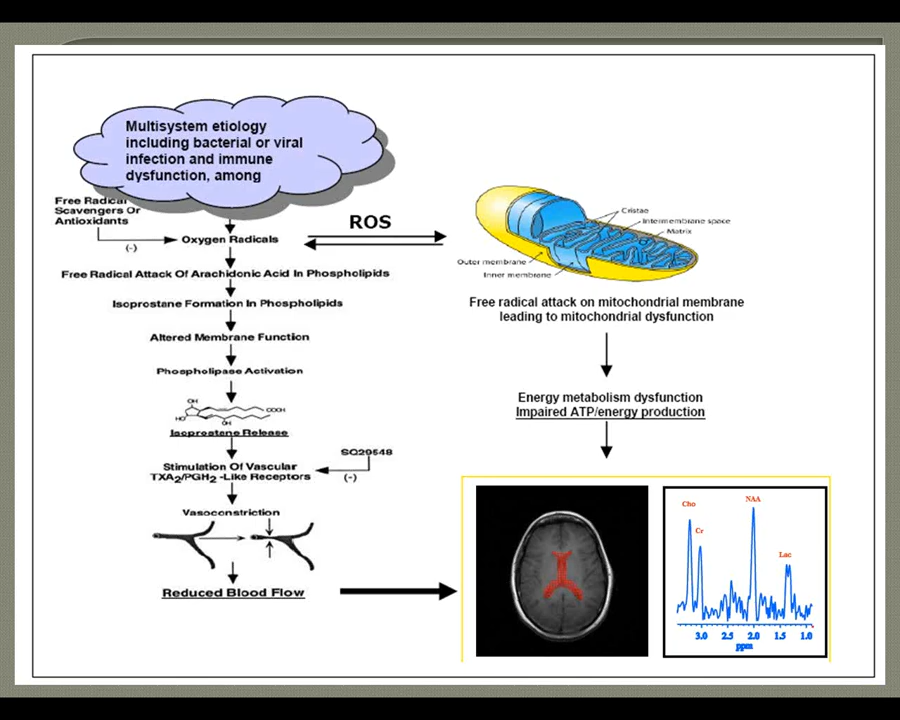 Multisystem etiology
including bacterial or viral
infection and immune
dysfunction, among
Free Radical
Scavengers Or
Antioxidants
(-)
Oxygen Radicals
ROS
Free Radical Attack Of Arachidonic Acid In Phospholipids
Isoprostane Formation In Phospholipids
Altered Membrane Function
Phospholipase Activation
OH
COOH
HO
OH
Isoprostane Release
SQ29548
(-)
Stimulation Of Vascular
TXA2/PGH2 -Like Receptors
Vasoconstriction
Reduced Blood Flow
Cristae
Intermembrane space
Matrix
Outer membrane
Inner membrane
Free radical attack on mitochondrial membrane
leading to mitochondrial dysfunction
Energy metabolism dysfunction
Impaired ATP/energy production
Cho
Cr
NAA
Lac
3.0 2.5 2.0 1.5 1.0
ppm